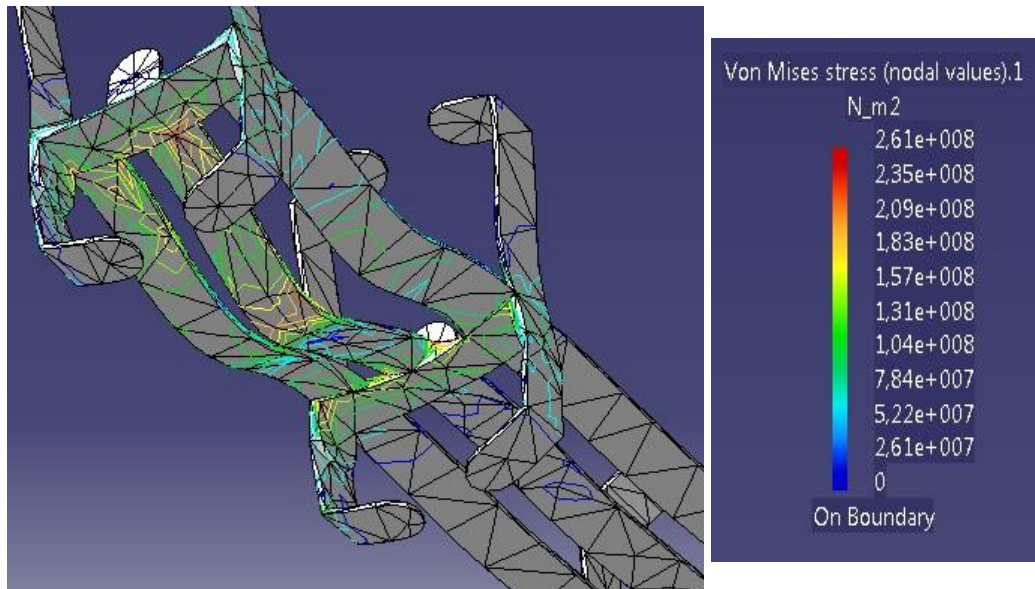 Von Mises stress (nodal values).1
N_m2
2,61e+008
2,35e+008
2,09e+008
1,83e+008
1,57e+008
1,31e+008
1,04e+008
7,84e+007
5,22e+007
2,61e+007
0
On Boundary